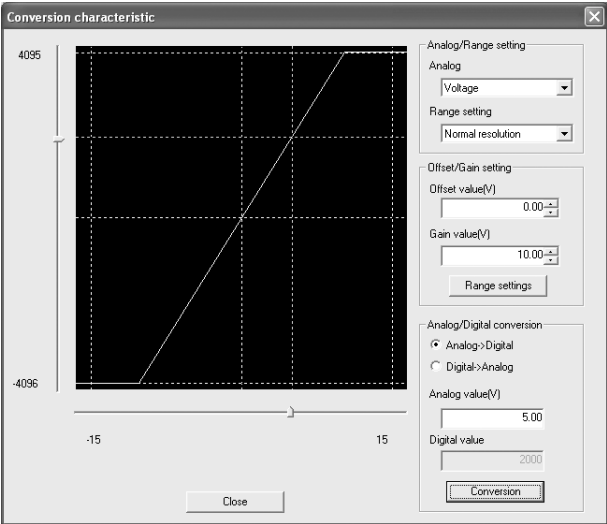 Conversion characteristic
4095
-4096
-15
15
Close
Analog/Range setting
Analog
Voltage
Range setting
Normal resolution
Offset/Gain setting
Offset value(V)
0.00
Gain value(V)
10.00
Range settings
Analog/Digital conversion
Analog->Digital
Digital->Analog
Analog value(V)
5.00
Digital value
2000
Conversion